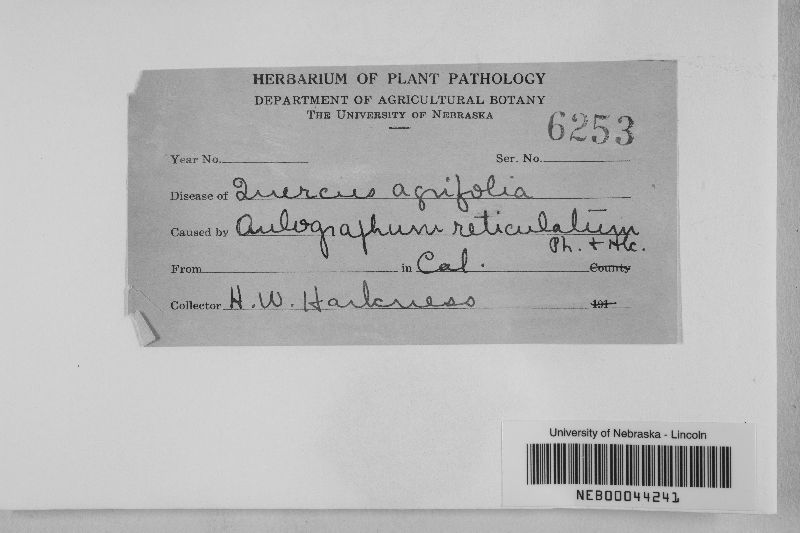 HERBARIUM OF PLANT PATHOLOGY
DEPARTMENT OF AGRICULTURAL BOTANY
THE UNIVERSITY OF NEBRASKA
6253
Year No. Ser. No.
Disease of Quercus agrifolia
Caused by Aulographum reticulatum
Ph. & Hk.
From in Cal. County
Collector H. W. Harkness 191
University of Nebraska - Lincoln
NEB00044241